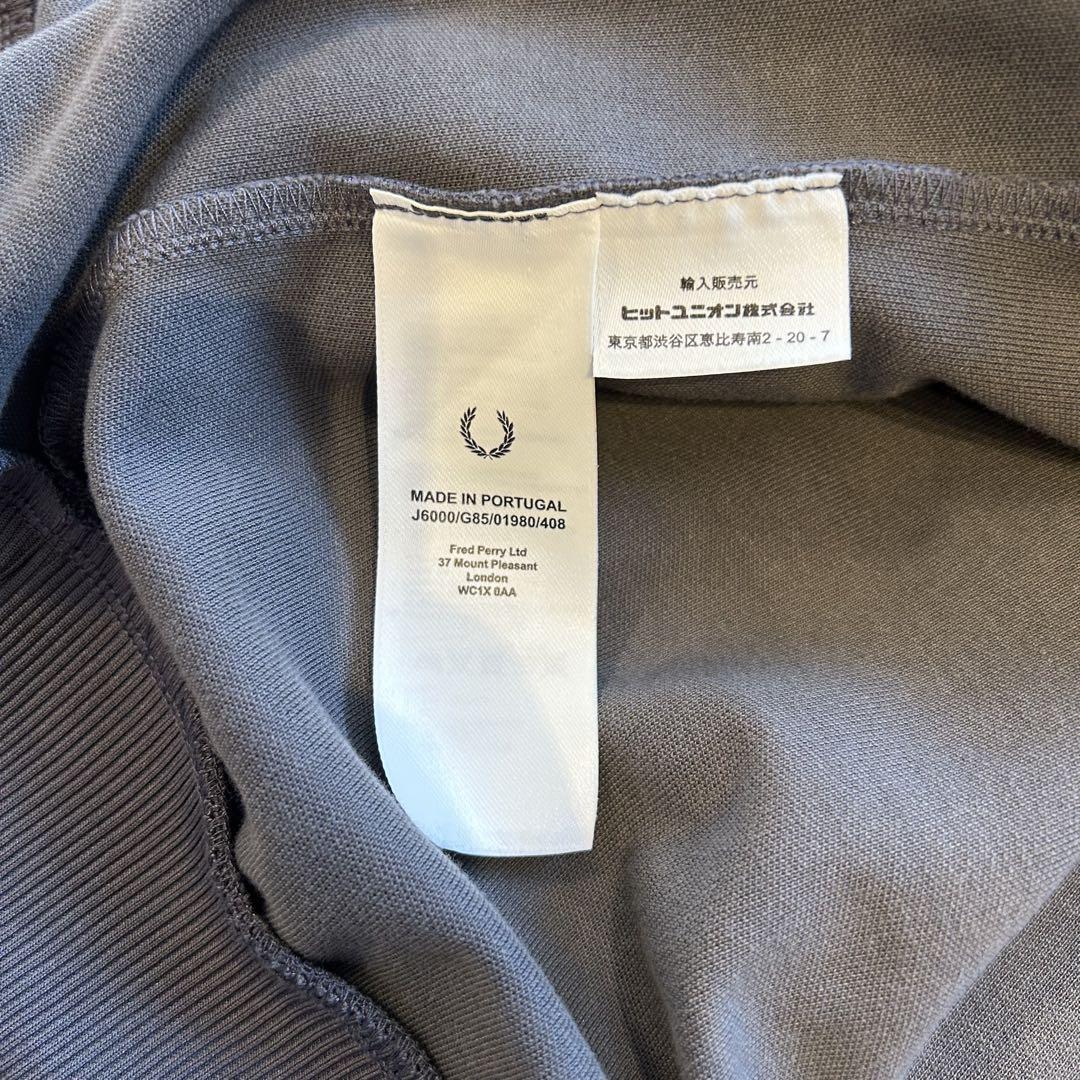 MADE IN PORTUGAL
J6000/G85/01980/408
Fred Perry Ltd
37 Mount Pleasant
London
WC1X 0AA
輸入販売元
ヒットユニオン株式会社
東京都渋谷区恵比寿南2-20-7